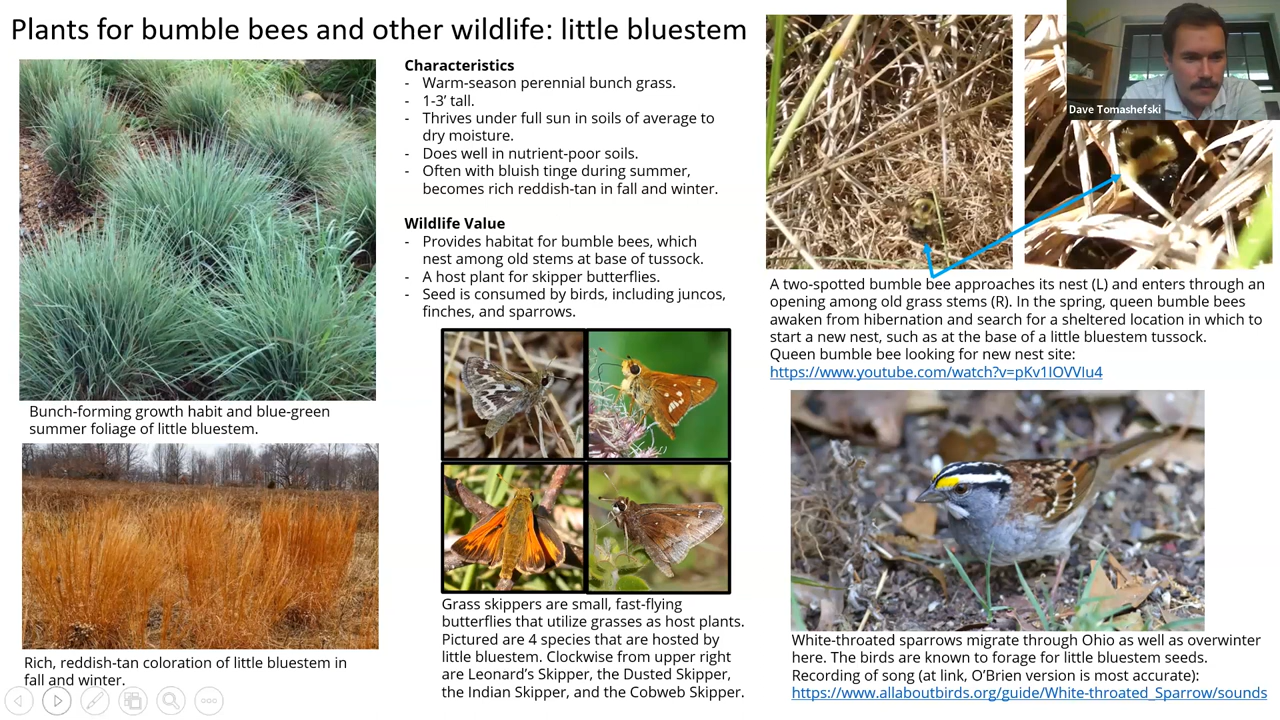 Plants for bumble bees and other wildlife: little bluestem
Characteristics
- Warm-season perennial bunch grass.
- 1-3' tall.
- Thrives under full sun in soils of average to
dry moisture.
- Does well in nutrient-poor soils.
- Often with bluish tinge during summer,
becomes rich reddish-tan in fall and winter.
Wildlife Value
- Provides habitat for bumble bees, which
nest among old stems at base of tussock.
- A host plant for skipper butterflies.
- Seed is consumed by birds, including juncos,
finches, and sparrows.
Bunch-forming growth habit and blue-green
summer foliage of little bluestem.
Rich, reddish-tan coloration of little bluestem in
fall and winter.
Grass skippers are small, fast-flying
butterflies that utilize grasses as host plants.
Pictured are 4 species that are hosted by
little bluestem. Clockwise from upper right
are Leonard's Skipper, the Dusted Skipper,
the Indian Skipper, and the Cobweb Skipper.
Dave Tomashefski
A two-spotted bumble bee approaches its nest (L) and enters through an
opening among old grass stems (R). In the spring, queen bumble bees
awaken from hibernation and search for a sheltered location in which to
start a new nest, such as at the base of a little bluestem tussock.
Queen bumble bee looking for new nest site:
https://www.youtube.com/watch?v=pKv1IOVVIu4
White-throated sparrows migrate through Ohio as well as overwinter
here. The birds are known to forage for little bluestem seeds.
Recording of song (at link, O'Brien version is most accurate):
https://www.allaboutbirds.org/guide/White-throated_Sparrow/sounds